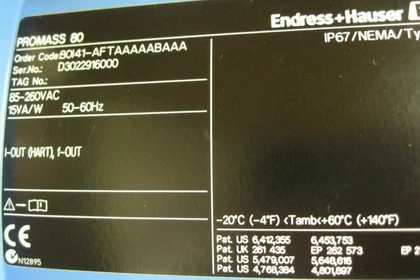 PROMASS 80
Endress+Hauser
Order Code: 80I41-AFTAAAAABAAA
Ser.No.: D3022916000
TAG No.:
IP67/NEMA/Ty
85-260VAC
15VA/W 50-60Hz
I-OUT (HART), f-OUT
-20°C (-4°F) <Tamb<+60°C (+140°F)
Pat. US 6,412,355 6,453,753
Pat. UK 261 435 EP 262 573 EP 2
Pat. US 5,479,007 5,648,616
Pat. US 4,768,384 4,801,897
CE
N12895